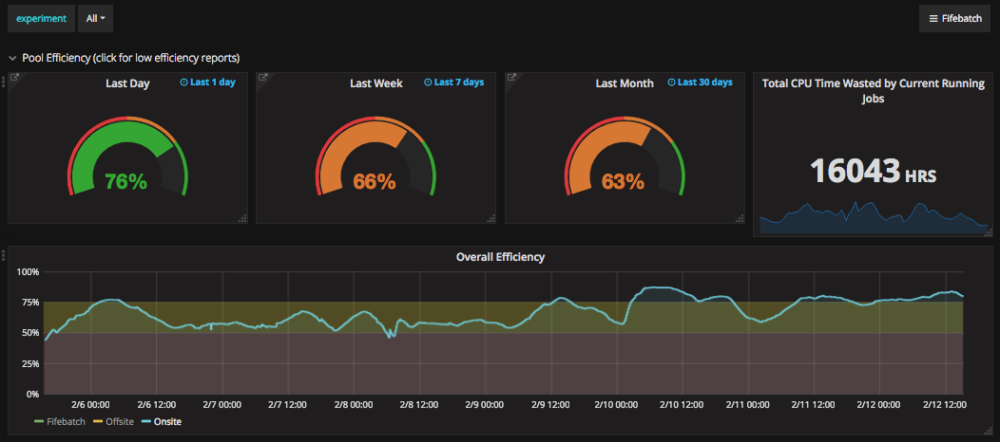 experiment All Fifebatch
Pool Efficiency (click for low efficiency reports)
Last Day Last 1 day
76%
Last Week Last 7 days
66%
Last Month Last 30 days
63%
Total CPU Time Wasted by Current Running
Jobs
16043 HRS
Overall Efficiency
100%
75%
50%
25%
0%
2/6 00:00 2/6 12:00 2/7 00:00 2/7 12:00 2/8 00:00 2/8 12:00 2/9 00:00 2/9 12:00 2/10 00:00 2/10 12:00 2/11 00:00 2/11 12:00 2/12 00:00 2/12 12:00
Fifebatch Offsite Onsite